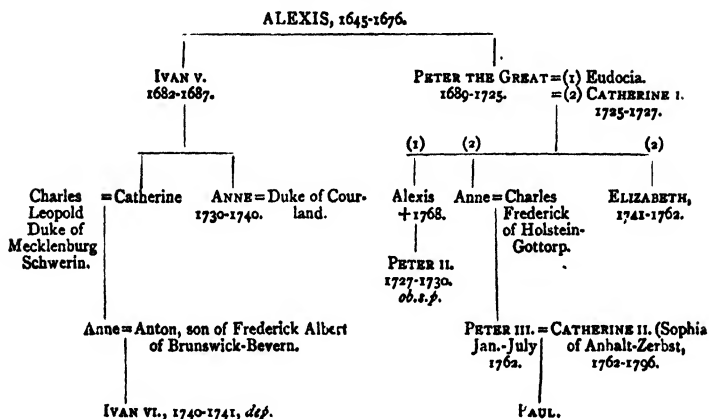 ALEXIS, 1645-1676.
IVAN V.
1682-1687.
PETER THE GREAT = (1) Eudocia.
1689-1725. = (2) CATHERINE I.
1725-1727.
(1) (2) (2)
Charles = Catherine
Leopold
Duke of
Mecklenburg
Schwerin.
ANNE = Duke of Cour-
1730-1740. land.
Alexis
+1768.
Anne = Charles
Frederick
of Holstein-
Gottorp.
ELIZABETH,
1741-1762.
PETER II.
1727-1730.
ob.s.p.
Anne = Anton, son of Frederick Albert
of Brunswick-Bevern.
PETER III. = CATHERINE II. (Sophia
Jan.-July of Anhalt-Zerbst,
1762. 1762-1796.
IVAN VI., 1740-1741, dep.
PAUL.